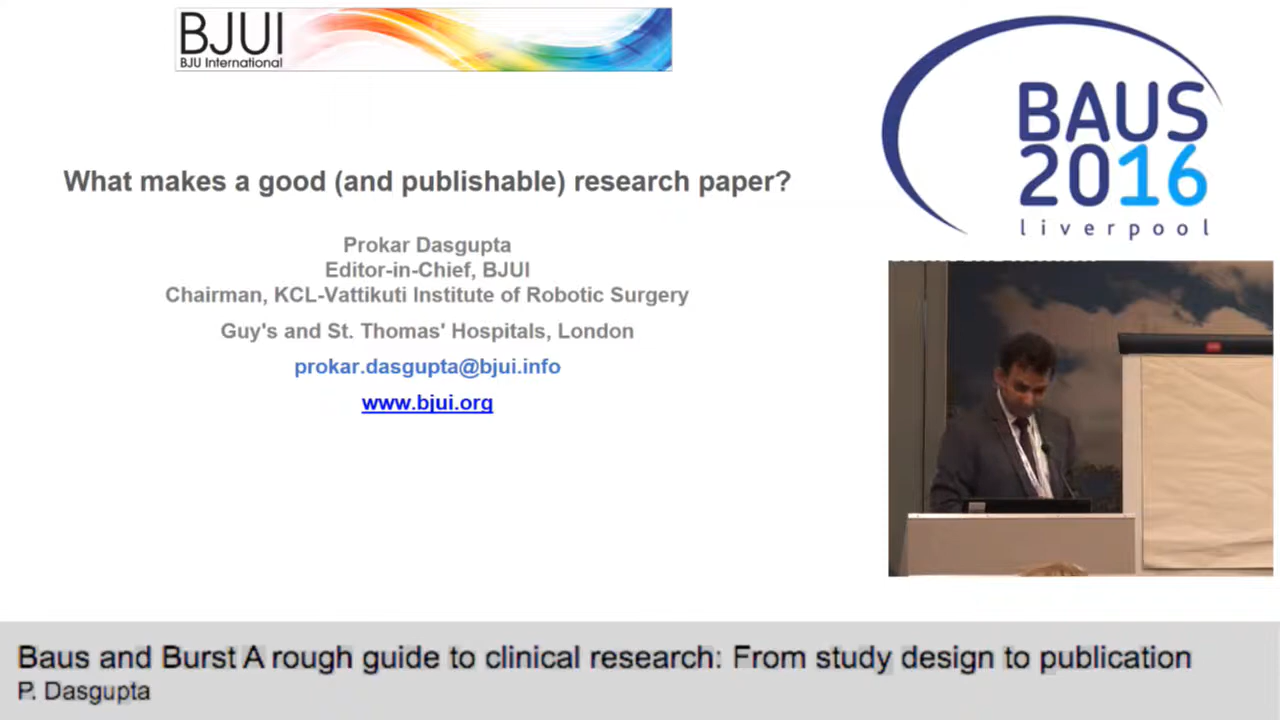 BJUI
BJU International
What makes a good (and publishable) research paper?
Prokar Dasgupta
Editor-in-Chief, BJUI
Chairman, KCL-Vattikuti Institute of Robotic Surgery
Guy's and St. Thomas' Hospitals, London
prokar.dasgupta@bjui.info
www.bjui.org
BAUS
2016
liverpool
Baus and Burst A rough guide to clinical research: From study design to publication
P. Dasgupta